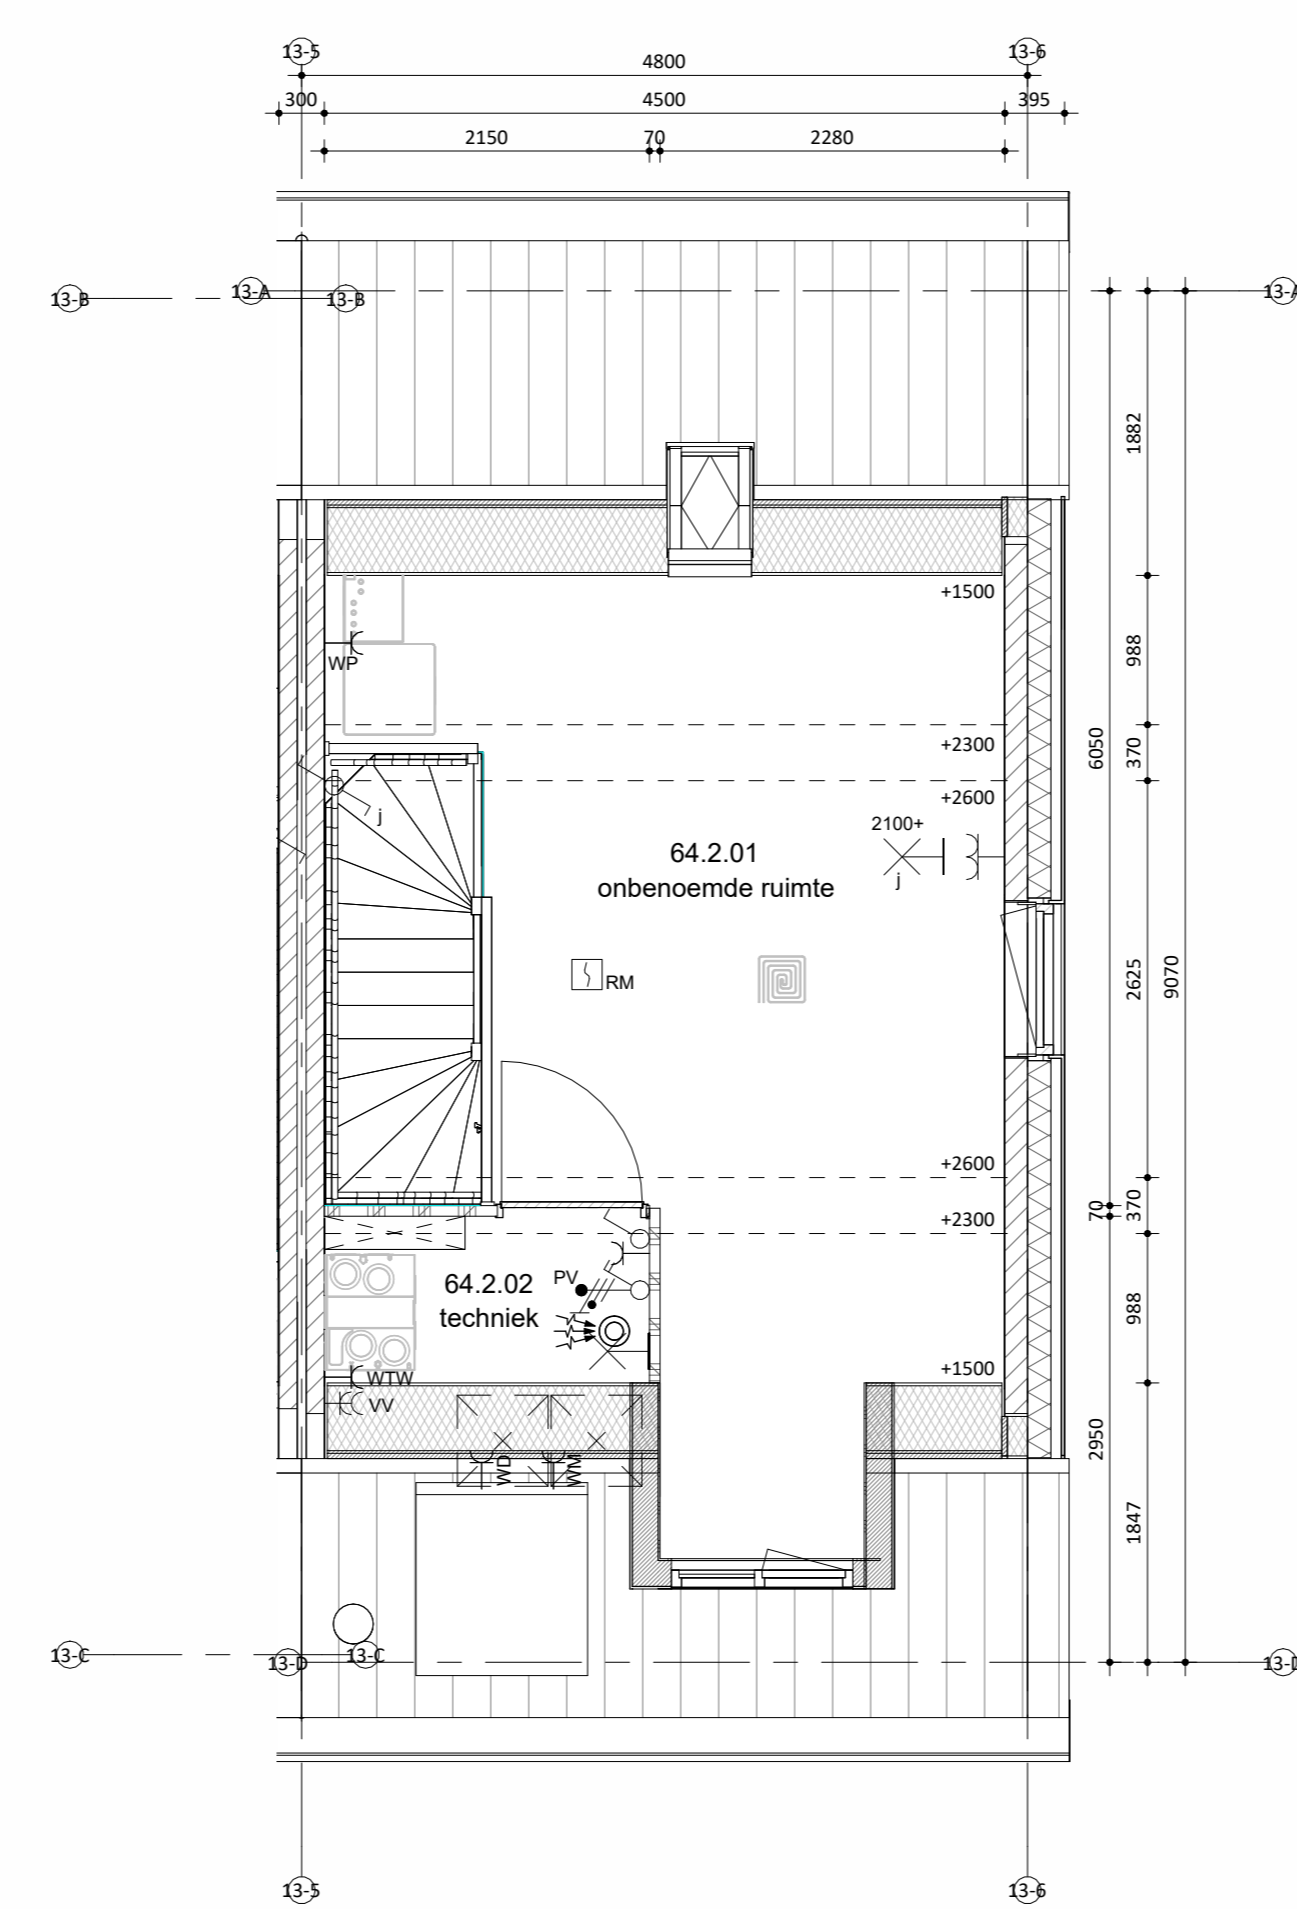 13-5
13-6
4800
300
4500
395
2150
70
2280
13-B
13-A
13-B
13-A
1882
+1500
WP
988
+2300
370
6050
+2600
j
2100+
j
64.2.01
onbenoemde ruimte
RM
2625
9070
+2600
70
370
+2300
64.2.02
techniek
PV
988
+1500
WTW
VV
2950
WD
WM
1847
13-C
13-C
13-D
13-D
13-5
13-6